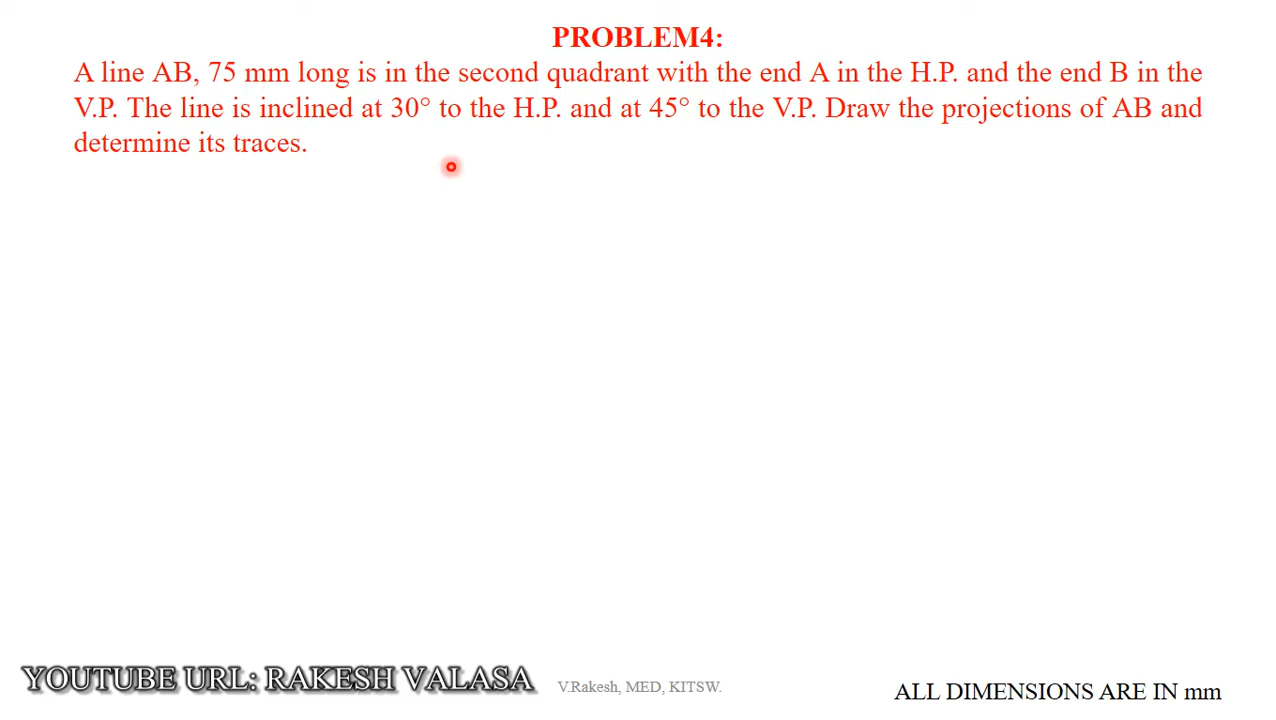 PROBLEM4:
A line AB, 75 mm long is in the second quadrant with the end A in the H.P. and the end B in the
V.P. The line is inclined at 30° to the H.P. and at 45° to the V.P. Draw the projections of AB and
determine its traces.
YOUTUBE URL: RAKESH VALASA
V.Rakesh, MED, KITSW.
ALL DIMENSIONS ARE IN mm